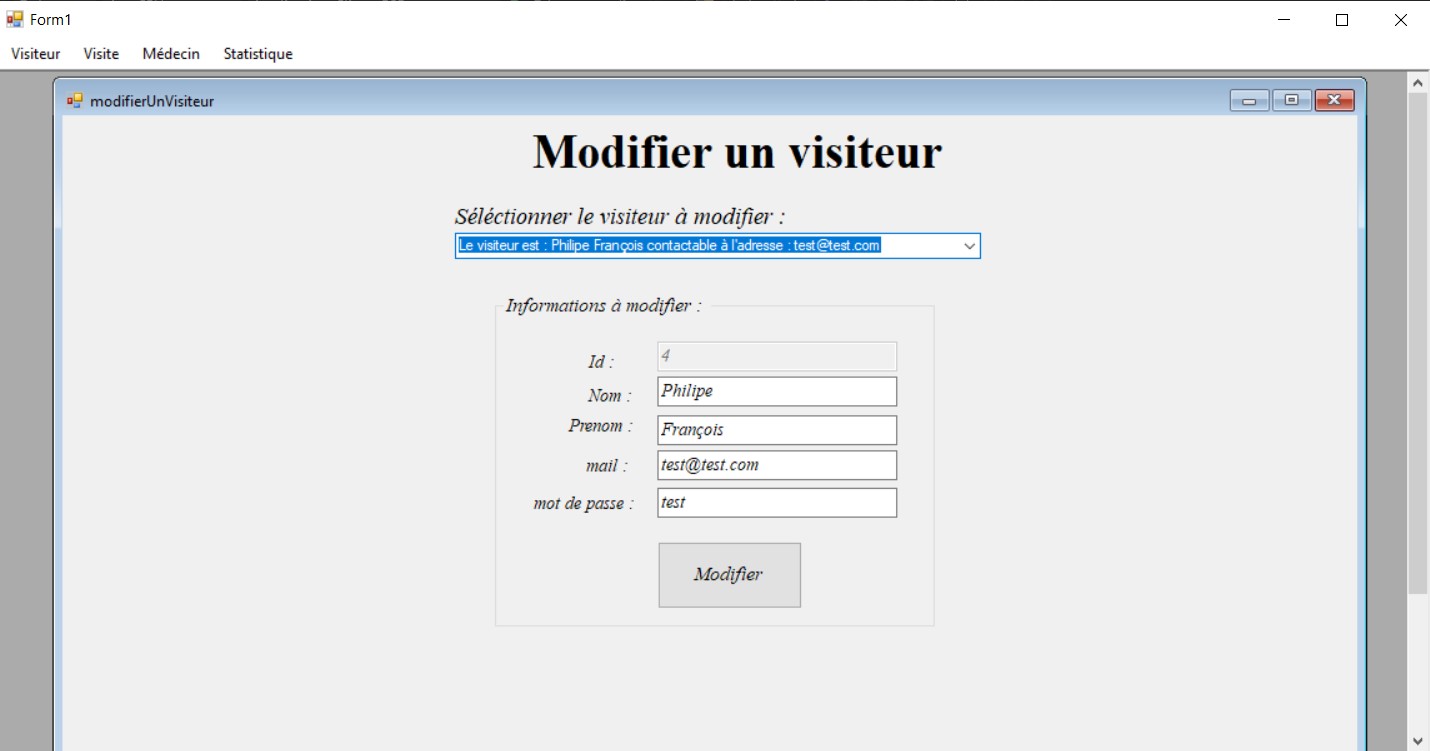 Form1
Visiteur Visite Médecin Statistique
modifierUnVisiteur
Modifier un visiteur
Séléctionner le visiteur à modifier :
Le visiteur est : Philipe François contactable à l'adresse : test@test.com
Informations à modifier :
Id : 4
Nom : Philipe
Prenom : François
mail : test@test.com
mot de passe : test
Modifier